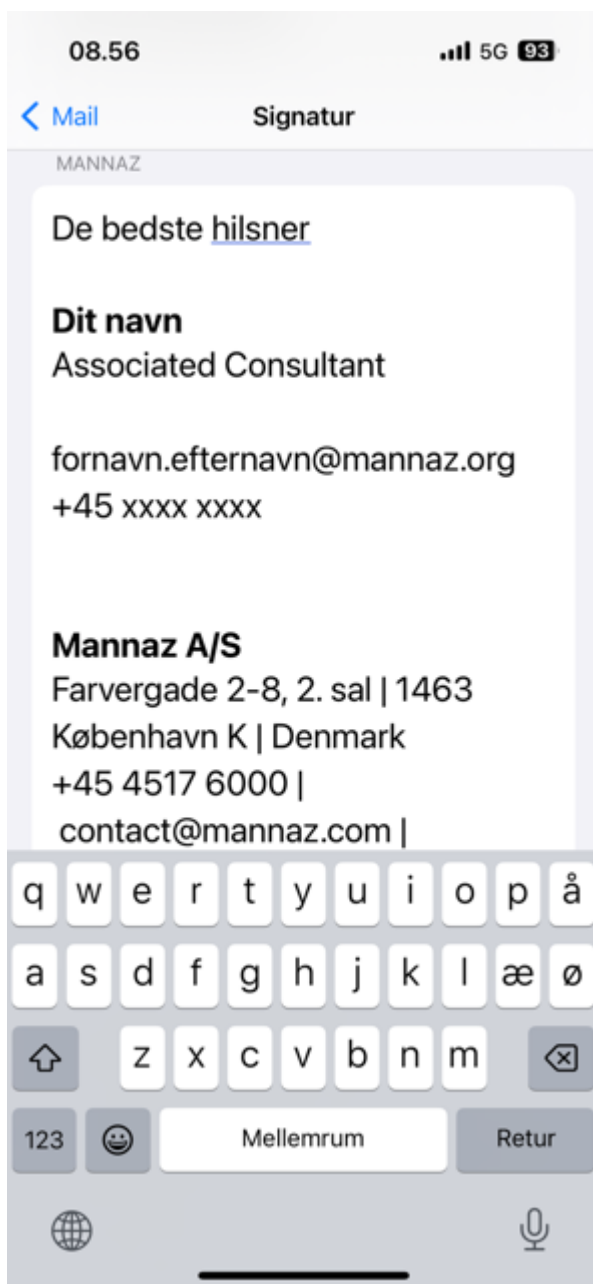 08.56 5G 93
Mail Signatur
MANNAZ
De bedste hilsner
Dit navn
Associated Consultant
fornavn.efternavn@mannaz.org
+45 xxxx xxxx
Mannaz A/S
Farvergade 2-8, 2. sal | 1463
København K | Denmark
+45 4517 6000 |
contact@mannaz.com |
q w e r t y u i o p å
a s d f g h j k l æ ø
z x c v b n m
123 Mellemrum Retur